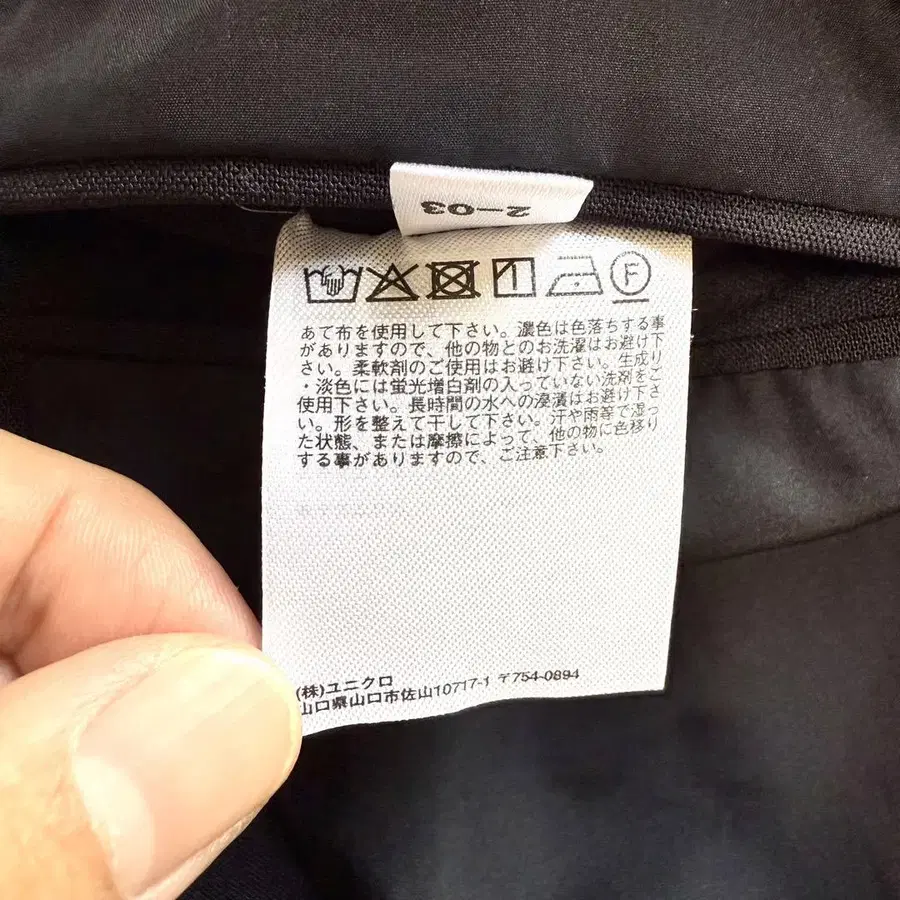 2-03
F
あて布を使用して下さい。濃色は色落ちする事
がありますので、他の物とのお洗濯はお避け下
さい。柔軟剤のご使用はお避け下さい。生成り
・淡色には蛍光増白剤の入っていない洗剤をご
使用下さい。長時間の水への浸漬はお避け下さ
い。形を整えて干して下さい。汗や雨等で湿っ
た状態、または摩擦によって、他の物に色移り
する事がありますので、ご注意下さい。
(株)ユニクロ
山口県山口市佐山10717-1 〒754-0894